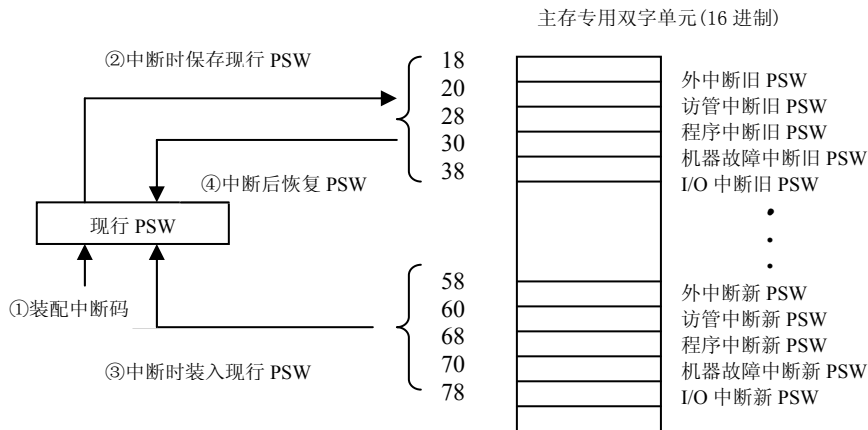 主存专用双字单元(16 进制)
②中断时保存现行 PSW
18
20
28
30
38
外中断旧 PSW
访管中断旧 PSW
程序中断旧 PSW
机器故障中断旧 PSW
I/O 中断旧 PSW
④中断后恢复 PSW
现行 PSW
①装配中断码
③中断时装入现行 PSW
58
60
68
70
78
外中断新 PSW
访管中断新 PSW
程序中断新 PSW
机器故障中断新 PSW
I/O 中断新 PSW